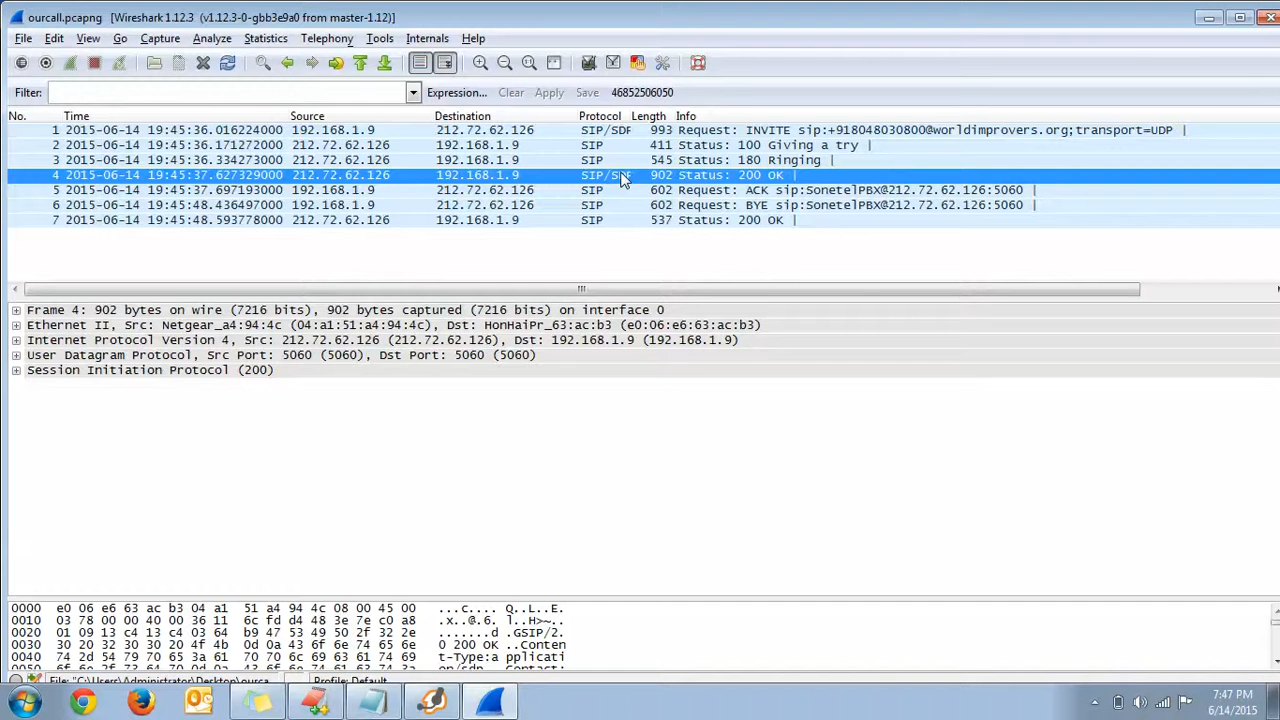 ourcall.pcapng [Wireshark 1.12.3 (v1.12.3-0-gbb3e9a0 from master-1.12)]
File Edit View Go Capture Analyze Statistics Telephony Tools Internals Help
Filter: Expression... Clear Apply Save 46852506050
No. Time Source Destination Protocol Length Info
1 2015-06-14 19:45:36.016224000 192.168.1.9 212.72.62.126 SIP/SDP 993 Request: INVITE sip:+918048030800@worldimprovers.org;transport=UDP |
2 2015-06-14 19:45:36.171272000 212.72.62.126 192.168.1.9 SIP 411 Status: 100 Giving a try |
3 2015-06-14 19:45:36.334273000 212.72.62.126 192.168.1.9 SIP 545 Status: 180 Ringing |
4 2015-06-14 19:45:37.627329000 212.72.62.126 192.168.1.9 SIP/SDP 902 Status: 200 OK |
5 2015-06-14 19:45:37.697193000 192.168.1.9 212.72.62.126 SIP 602 Request: ACK sip:SonetelPBX@212.72.62.126:5060 |
6 2015-06-14 19:45:48.436497000 192.168.1.9 212.72.62.126 SIP 602 Request: BYE sip:SonetelPBX@212.72.62.126:5060 |
7 2015-06-14 19:45:48.593778000 212.72.62.126 192.168.1.9 SIP 537 Status: 200 OK |
Frame 4: 902 bytes on wire (7216 bits), 902 bytes captured (7216 bits) on interface 0
Ethernet II, Src: Netgear_a4:94:4c (04:a1:51:a4:94:4c), Dst: HonHaiPr_63:ac:b3 (e0:06:e6:63:ac:b3)
Internet Protocol Version 4, Src: 212.72.62.126 (212.72.62.126), Dst: 192.168.1.9 (192.168.1.9)
User Datagram Protocol, Src Port: 5060 (5060), Dst Port: 5060 (5060)
Session Initiation Protocol (200)
0000 e0 06 e6 63 ac b3 04 a1 51 a4 94 4c 08 00 45 00 ...c.... Q..L..E.
0010 03 78 00 00 40 00 36 11 6c fd d4 48 3e 7e c0 a8 .x..@.6. l..H>~..
0020 01 09 13 c4 13 c4 03 64 b9 47 53 49 50 2f 32 2e .......d .GSIP/2.
0030 30 20 32 30 30 20 4f 4b 0d 0a 43 6f 6e 74 65 6e 0 200 OK ..Conten
0040 74 2d 54 79 70 65 3a 61 70 70 6c 69 63 61 74 69 t-Type:a pplicati
File: "C:\Users\Administrator\Desktop\ourca... Profile: Default
7:47 PM
6/14/2015